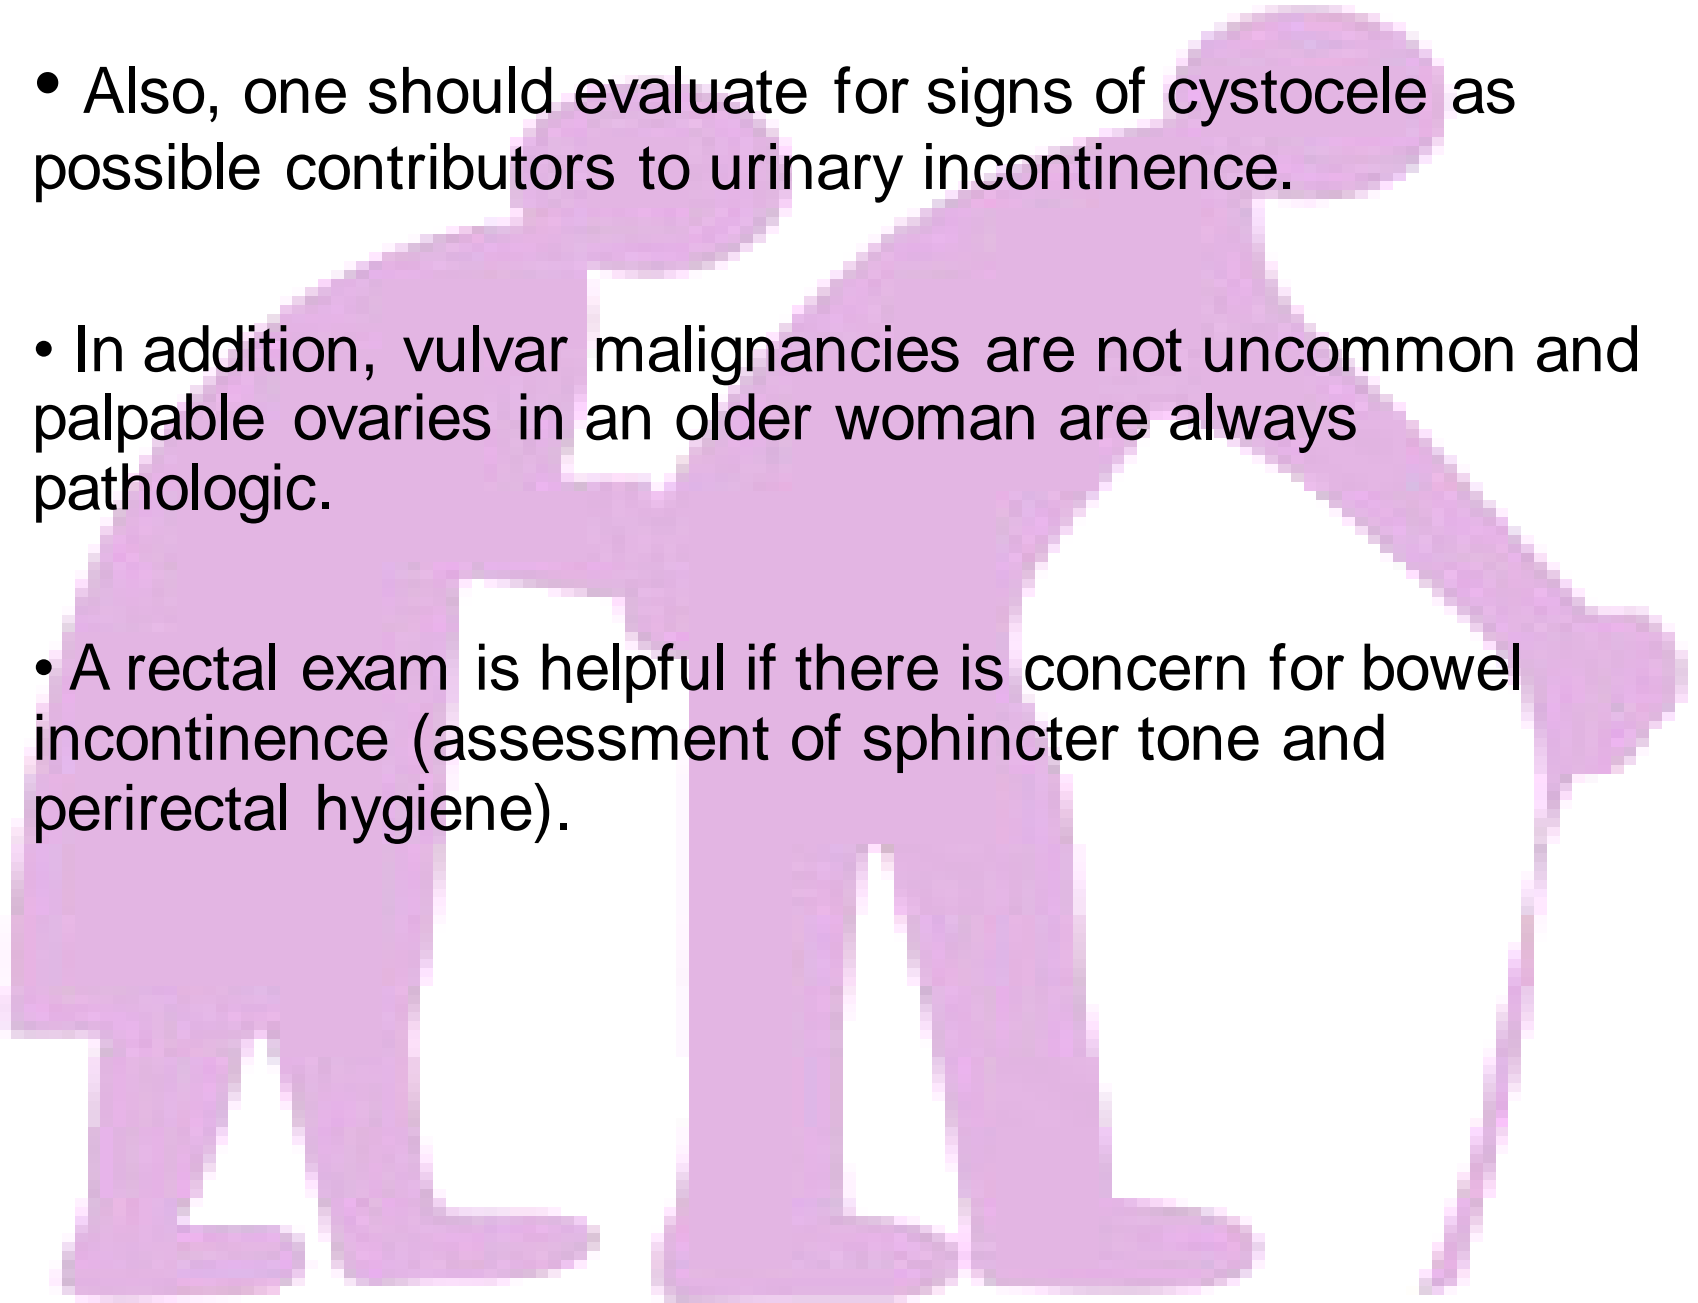 • Also, one should evaluate for signs of cystocele as
possible contributors to urinary incontinence.
• In addition, vulvar malignancies are not uncommon and
palpable ovaries in an older woman are always
pathologic.
• A rectal exam is helpful if there is concern for bowel
incontinence (assessment of sphincter tone and
perirectal hygiene).